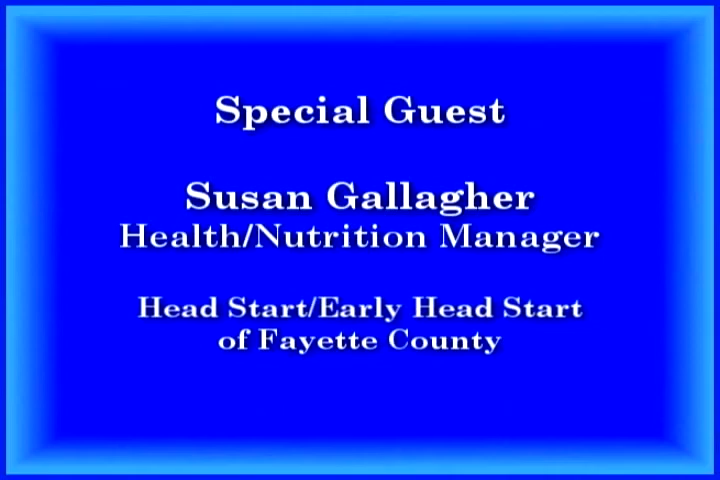 Special Guest
Susan Gallagher
Health/Nutrition Manager
Head Start/Early Head Start
of Fayette County